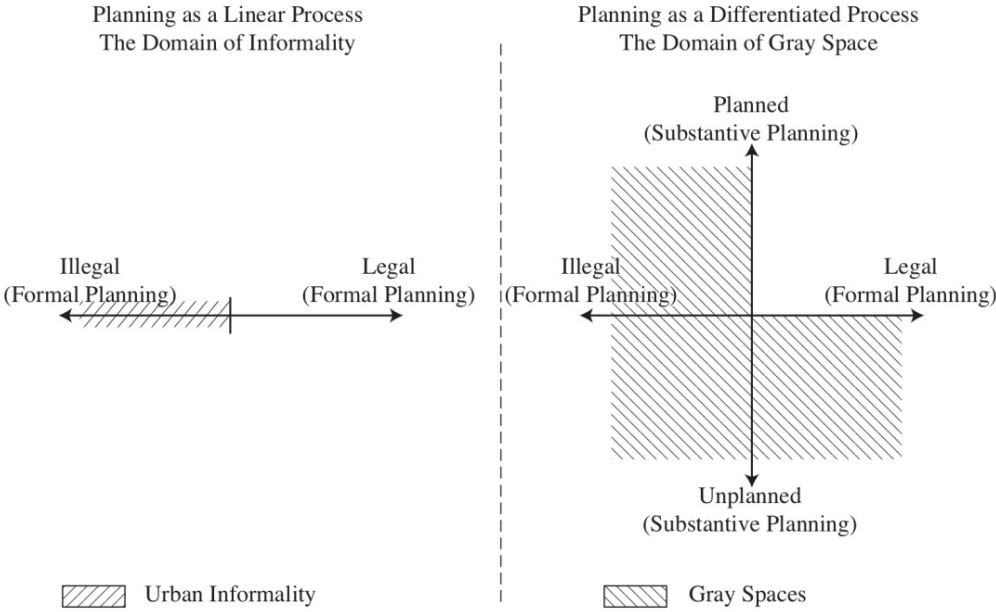 Planning as a Linear Process
The Domain of Informality
Illegal
(Formal Planning)
Legal
(Formal Planning)
Urban Informality
Planning as a Differentiated Process
The Domain of Gray Space
Planned
(Substantive Planning)
Illegal
(Formal Planning)
Legal
(Formal Planning)
Unplanned
(Substantive Planning)
Gray Spaces